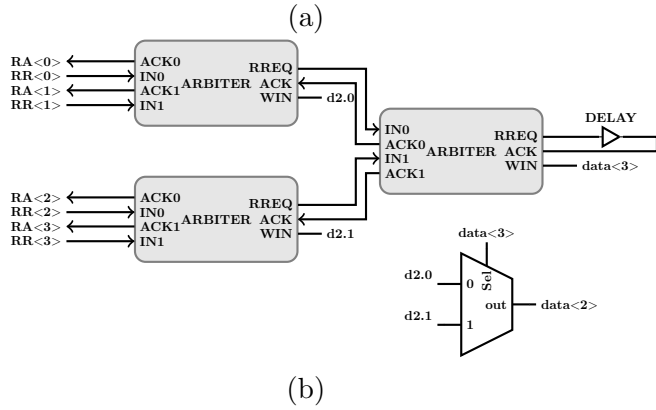 (a)
RA<0>
RR<0>
RA<1>
RR<1>
ACK0
IN0
ACK1
IN1
ARBITER
RREQ
ACK
WIN
d2.0
IN0
ACK0
IN1
ACK1
ARBITER
RREQ
ACK
WIN
DELAY
data<3>
RA<2>
RR<2>
RA<3>
RR<3>
ACK0
IN0
ACK1
IN1
ARBITER
RREQ
ACK
WIN
d2.1
data<3>
d2.0
d2.1
0
1
Sel
out
data<2>
(b)